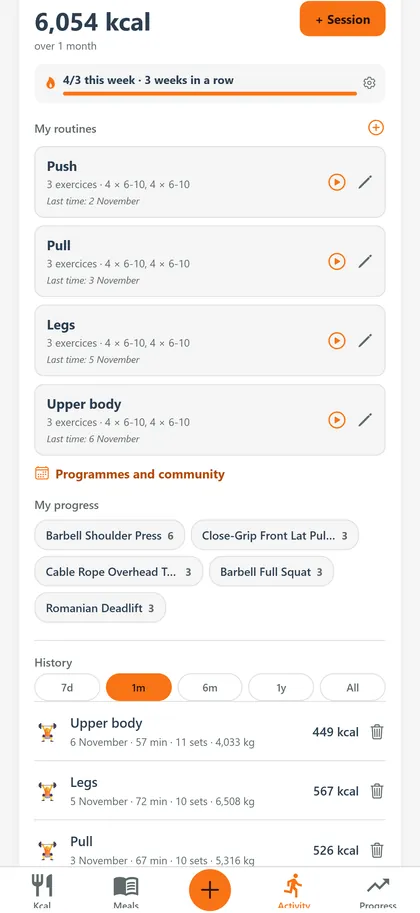 6,054 kcal
+ Session
over 1 month
4/3 this week · 3 weeks in a row
My routines
Push
3 exercices · 4 × 6-10, 4 × 6-10
Last time: 2 November
Pull
3 exercices · 4 × 6-10, 4 × 6-10
Last time: 3 November
Legs
3 exercices · 4 × 6-10, 4 × 6-10
Last time: 5 November
Upper body
3 exercices · 4 × 6-10, 4 × 6-10
Last time: 6 November
Programmes and community
My progress
Barbell Shoulder Press 6
Close-Grip Front Lat Pul... 3
Cable Rope Overhead T... 3
Barbell Full Squat 3
Romanian Deadlift 3
History
7d
1m
6m
1y
All
Upper body
6 November · 57 min · 11 sets · 4,033 kg
449 kcal
Legs
5 November · 72 min · 10 sets · 6,508 kg
567 kcal
Pull
3 November · 67 min · 10 sets · 5,316 kg
526 kcal
Kcal
Meals
Activity
Progress